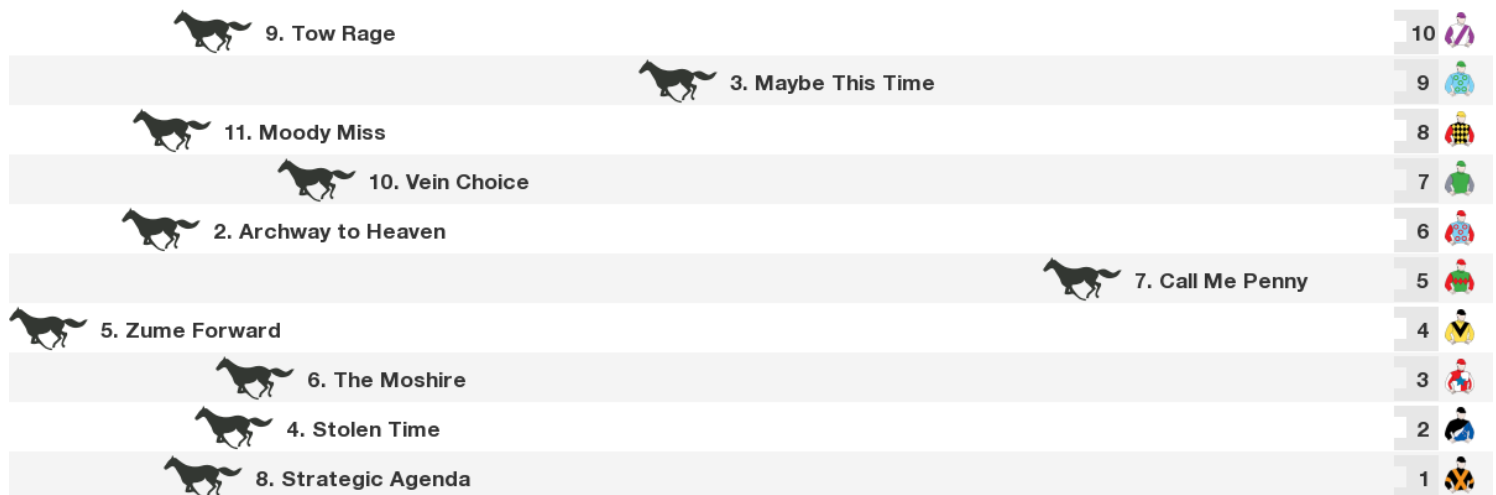 9. Tow Rage 10
3. Maybe This Time 9
11. Moody Miss 8
10. Vein Choice 7
2. Archway to Heaven 6
7. Call Me Penny 5
5. Zume Forward 4
6. The Moshire 3
4. Stolen Time 2
8. Strategic Agenda 1